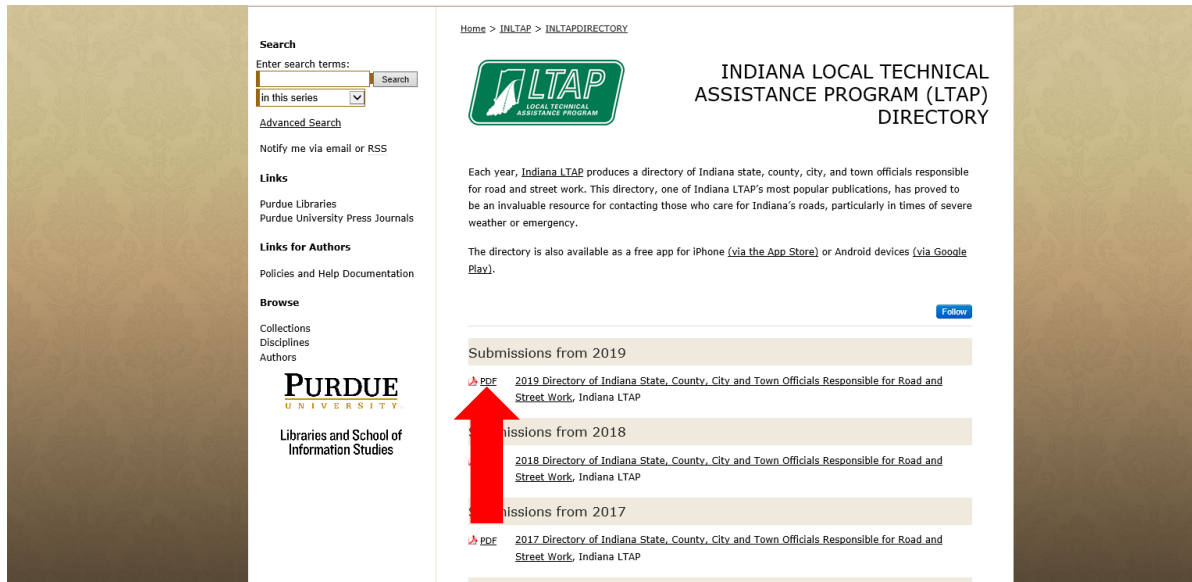 Home > INLTAP > INLTAPDIRECTORY
Search
Enter search terms:
Search
in this series
Advanced Search
Notify me via email or RSS
Links
Purdue Libraries
Purdue University Press Journals
Links for Authors
Policies and Help Documentation
Browse
Collections
Disciplines
Authors
PURDUE
UNIVERSITY.
Libraries and School of
Information Studies
LTAP
LOCAL TECHNICAL
ASSISTANCE PROGRAM
INDIANA LOCAL TECHNICAL
ASSISTANCE PROGRAM (LTAP)
DIRECTORY
Each year, Indiana LTAP produces a directory of Indiana state, county, city, and town officials responsible
for road and street work. This directory, one of Indiana LTAP's most popular publications, has proved to
be an invaluable resource for contacting those who care for Indiana's roads, particularly in times of severe
weather or emergency.
The directory is also available as a free app for iPhone (via the App Store) or Android devices (via Google
Play).
Follow
Submissions from 2019
PDF 2019 Directory of Indiana State, County, City and Town Officials Responsible for Road and
Street Work, Indiana LTAP
issions from 2018
2018 Directory of Indiana State, County, City and Town Officials Responsible for Road and
Street Work, Indiana LTAP
issions from 2017
PDF 2017 Directory of Indiana State, County, City and Town Officials Responsible for Road and
Street Work, Indiana LTAP